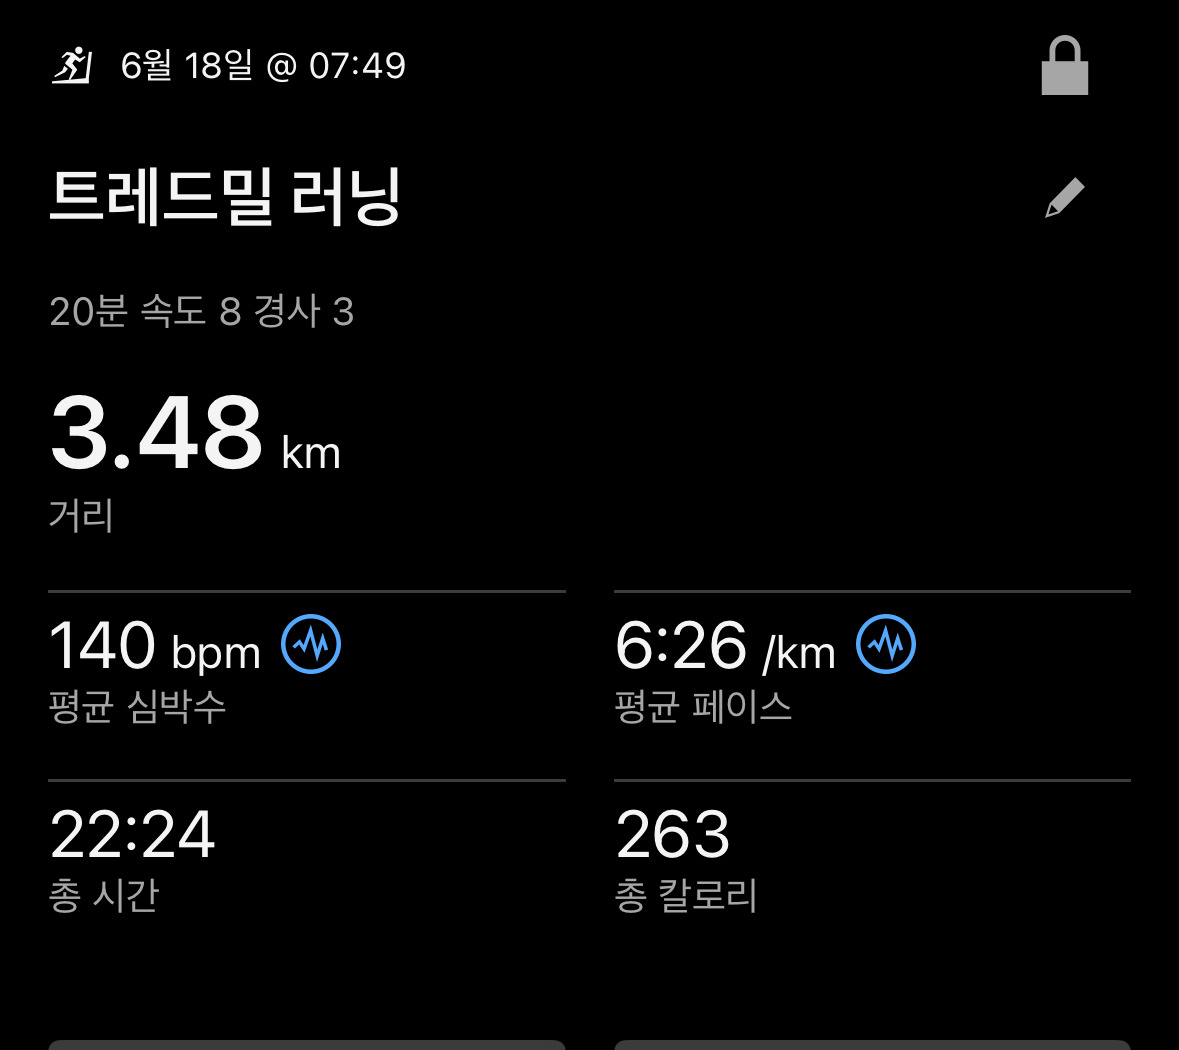 6월 18일 @ 07:49
트레드밀 러닝
20분 속도 8 경사 3
3.48 km
거리
140 bpm
평균 심박수
6:26 /km
평균 페이스
22:24
총 시간
263
총 칼로리